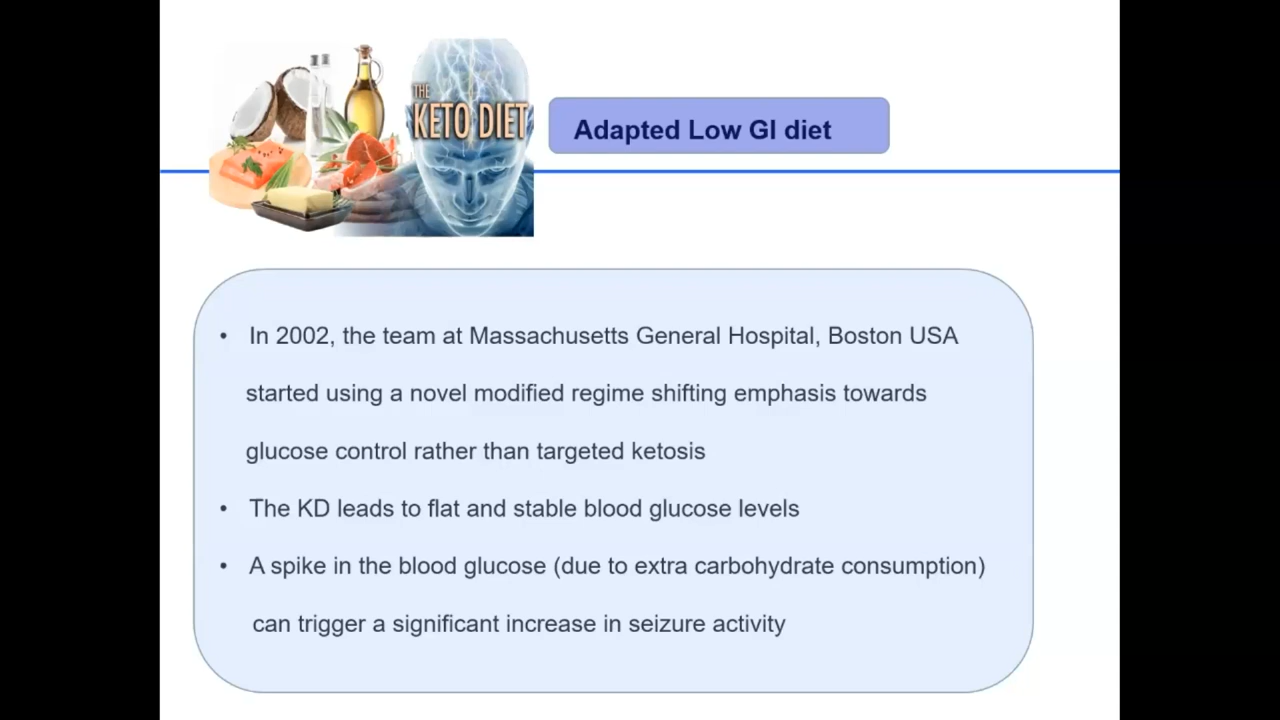 THE
KETO DIET
Adapted Low GI diet
• In 2002, the team at Massachusetts General Hospital, Boston USA
started using a novel modified regime shifting emphasis towards
glucose control rather than targeted ketosis
• The KD leads to flat and stable blood glucose levels
• A spike in the blood glucose (due to extra carbohydrate consumption)
can trigger a significant increase in seizure activity